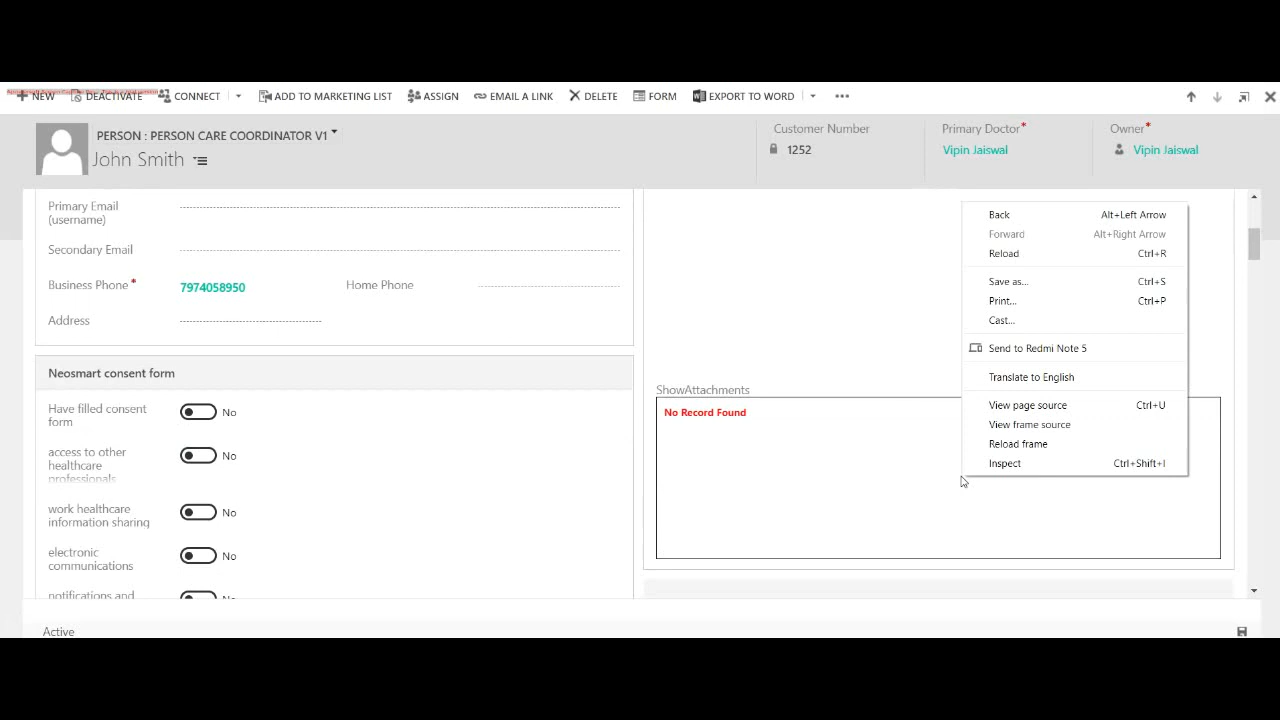 NEW DEACTIVATE CONNECT ADD TO MARKETING LIST ASSIGN EMAIL A LINK DELETE FORM EXPORT TO WORD •••
PERSON : PERSON CARE COORDINATOR V1
John Smith
Customer Number
1252
Primary Doctor*
Vipin Jaiswal
Owner*
Vipin Jaiswal
Primary Email
(username)
Secondary Email
Business Phone*
7974058950
Home Phone
Address
Neosmart consent form
Have filled consent
form
No
access to other
healthcare
professionals
No
work healthcare
information sharing
No
electronic
communications
No
notifications and
No
ShowAttachments
No Record Found
Back Alt+Left Arrow
Forward Alt+Right Arrow
Reload Ctrl+R
Save as... Ctrl+S
Print... Ctrl+P
Cast...
Send to Redmi Note 5
Translate to English
View page source Ctrl+U
View frame source
Reload frame
Inspect Ctrl+Shift+I
Active